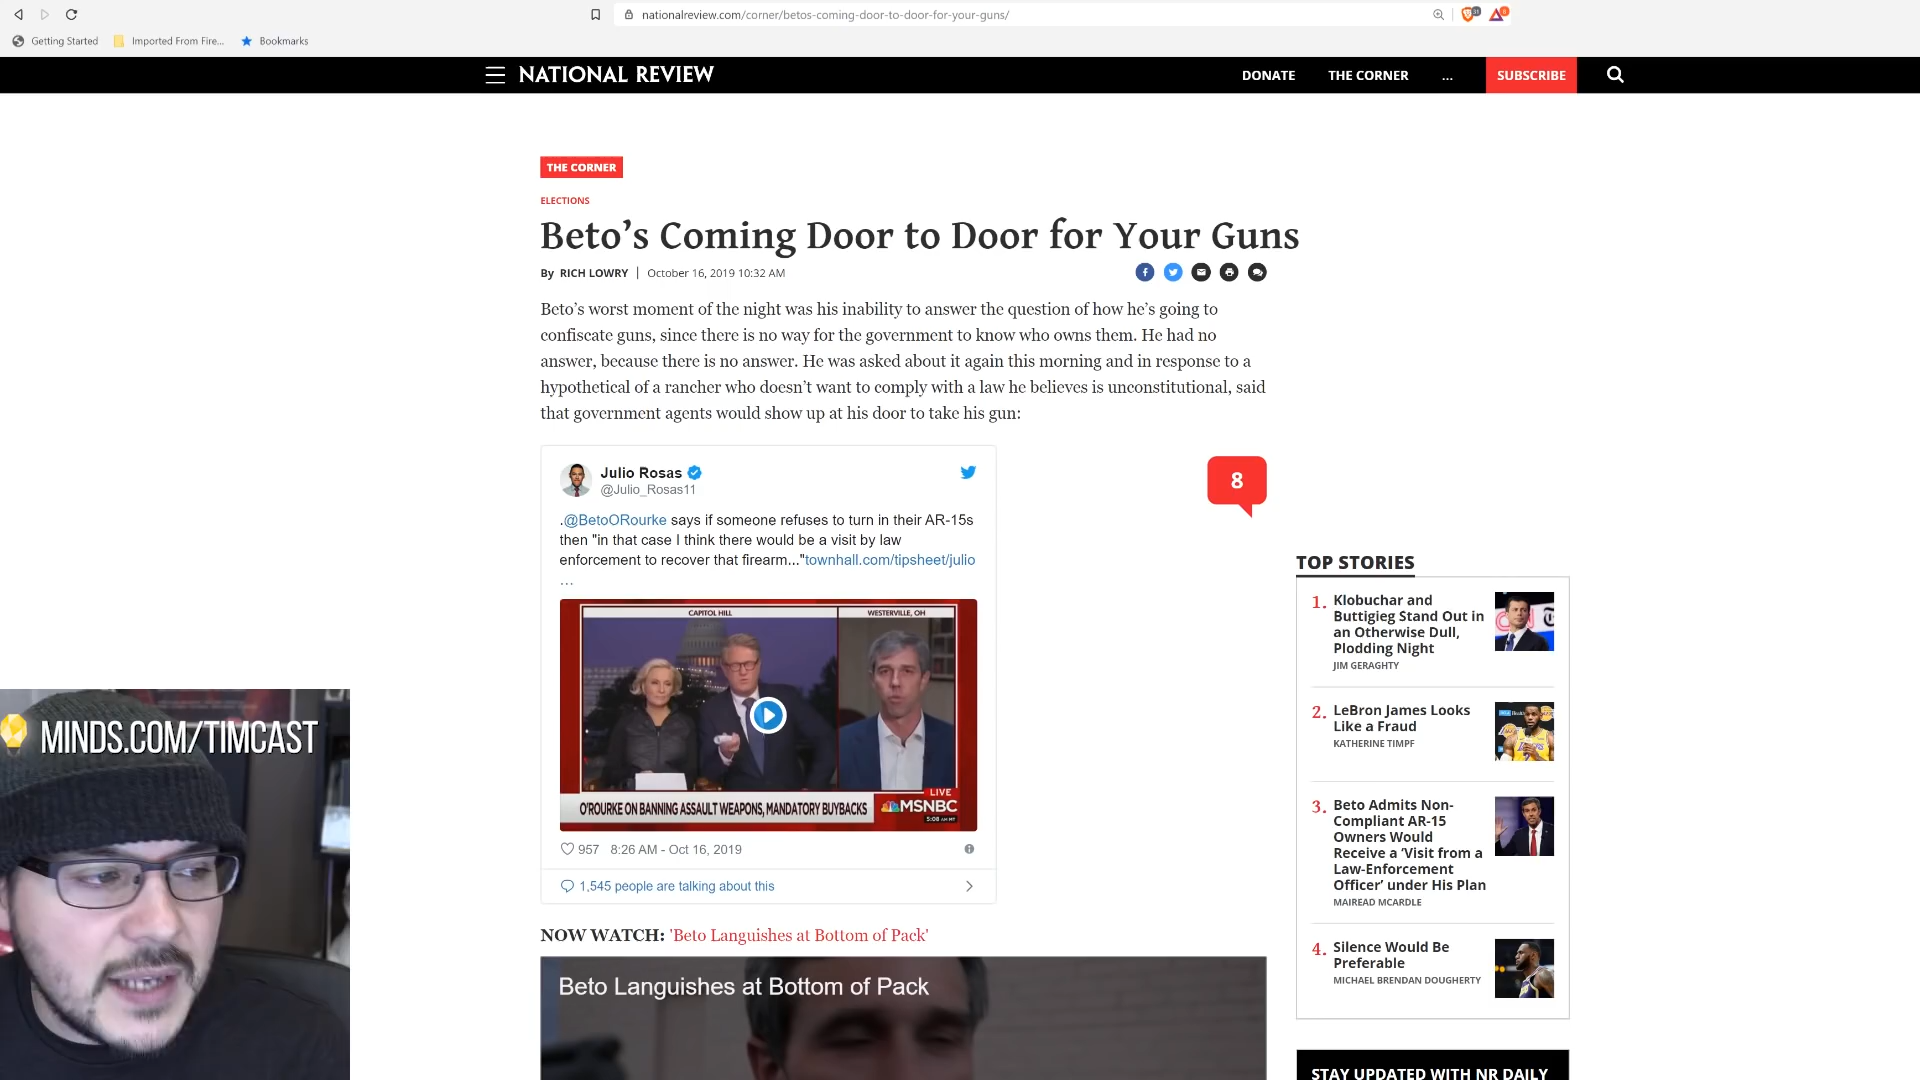 nationalreview.com/corner/betos-coming-door-to-door-for-your-guns/
Getting Started
Imported From Fire...
Bookmarks
NATIONAL REVIEW
DONATE
THE CORNER
...
SUBSCRIBE
THE CORNER
ELECTIONS
Beto’s Coming Door to Door for Your Guns
By RICH LOWRY | October 16, 2019 10:32 AM
Beto’s worst moment of the night was his inability to answer the question of how he’s going to
confiscate guns, since there is no way for the government to know who owns them. He had no
answer, because there is no answer. He was asked about it again this morning and in response to a
hypothetical of a rancher who doesn’t want to comply with a law he believes is unconstitutional, said
that government agents would show up at his door to take his gun:
Julio Rosas
@Julio_Rosas11
.@BetoORourke says if someone refuses to turn in their AR-15s
then "in that case I think there would be a visit by law
enforcement to recover that firearm..."townhall.com/tipsheet/julio
…
CAPITOL HILL
WESTERVILLE, OH
LIVE
O'ROURKE ON BANNING ASSAULT WEAPONS, MANDATORY BUYBACKS
MSNBC
5:08 AM MT
957 8:26 AM - Oct 16, 2019
1,545 people are talking about this
8
NOW WATCH: 'Beto Languishes at Bottom of Pack'
Beto Languishes at Bottom of Pack
TOP STORIES
1. Klobuchar and
Buttigieg Stand Out in
an Otherwise Dull,
Plodding Night
JIM GERAGHTY
2. LeBron James Looks
Like a Fraud
KATHERINE TIMPF
3. Beto Admits Non-
Compliant AR-15
Owners Would
Receive a ‘Visit from a
Law-Enforcement
Officer’ under His Plan
MAIREAD MCARDLE
4. Silence Would Be
Preferable
MICHAEL BRENDAN DOUGHERTY
STAY UPDATED WITH NR DAILY
MINDS.COM/TIMCAST